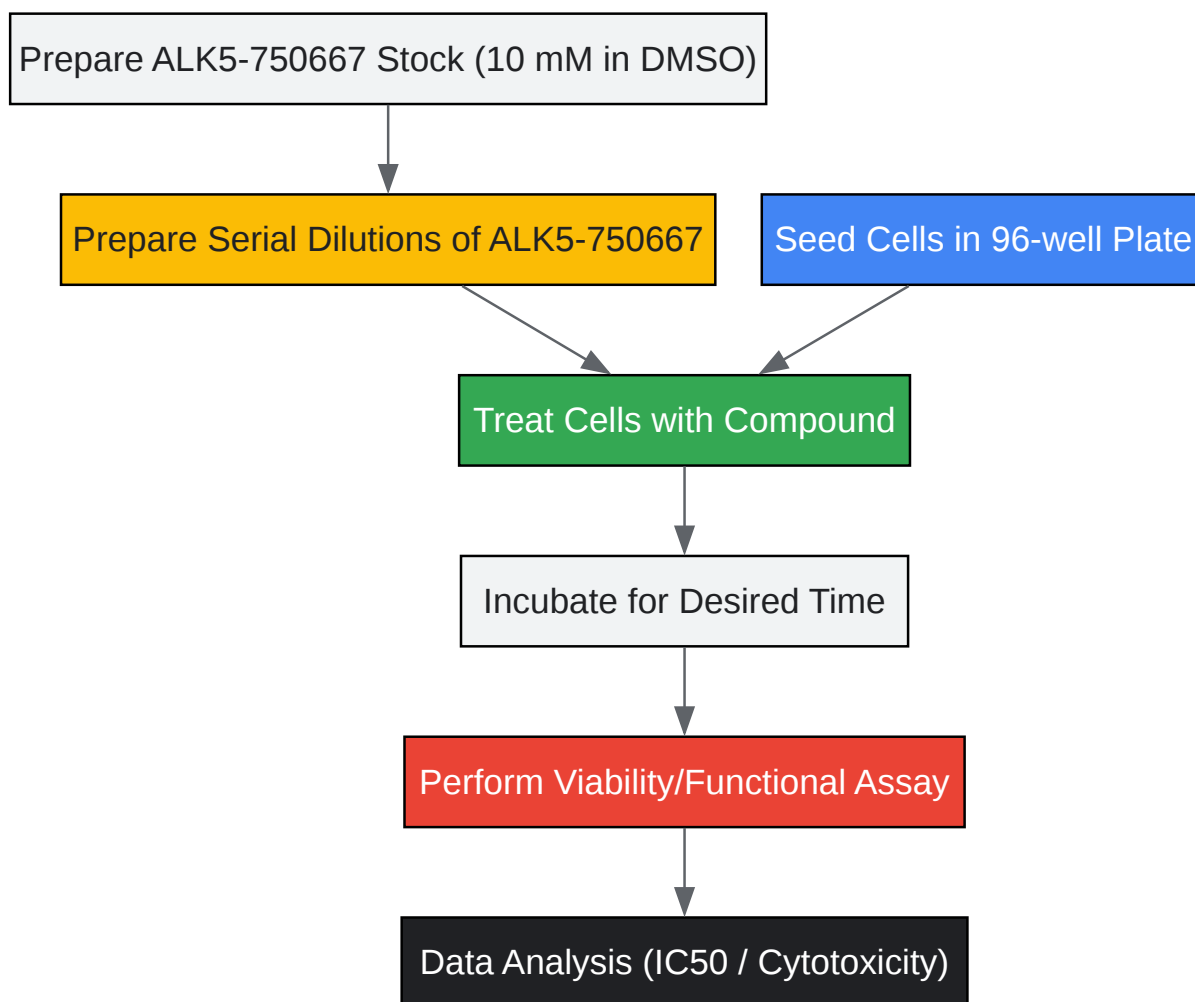 Prepare ALK5-750667 Stock (10 mM in DMSO)
Prepare Serial Dilutions of ALK5-750667
Seed Cells in 96-well Plate
Treat Cells with Compound
Incubate for Desired Time
Perform Viability/Functional Assay
Data Analysis (IC50 / Cytotoxicity)